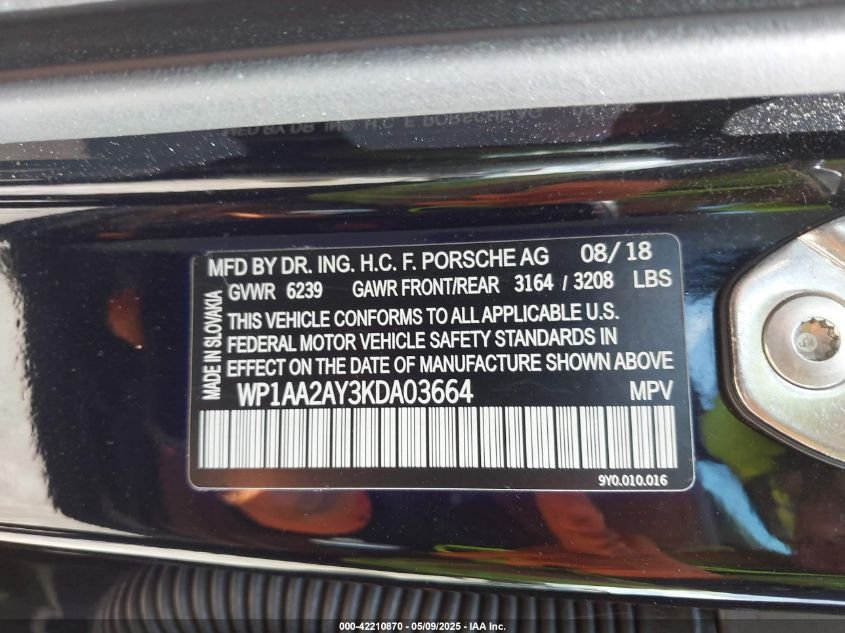 MFD BY DR. ING. H.C. F. PORSCHE AG 08/18
GVWR 6239 GAWR FRONT/REAR 3164 / 3208 LBS
THIS VEHICLE CONFORMS TO ALL APPLICABLE U.S.
FEDERAL MOTOR VEHICLE SAFETY STANDARDS IN
EFFECT ON THE DATE OF MANUFACTURE SHOWN ABOVE
WP1AA2AY3KDA03664 MPV
MADE IN SLOVAKIA
9Y0.010.016
000-42210870 | 05/09/2025 - IAA Inc.